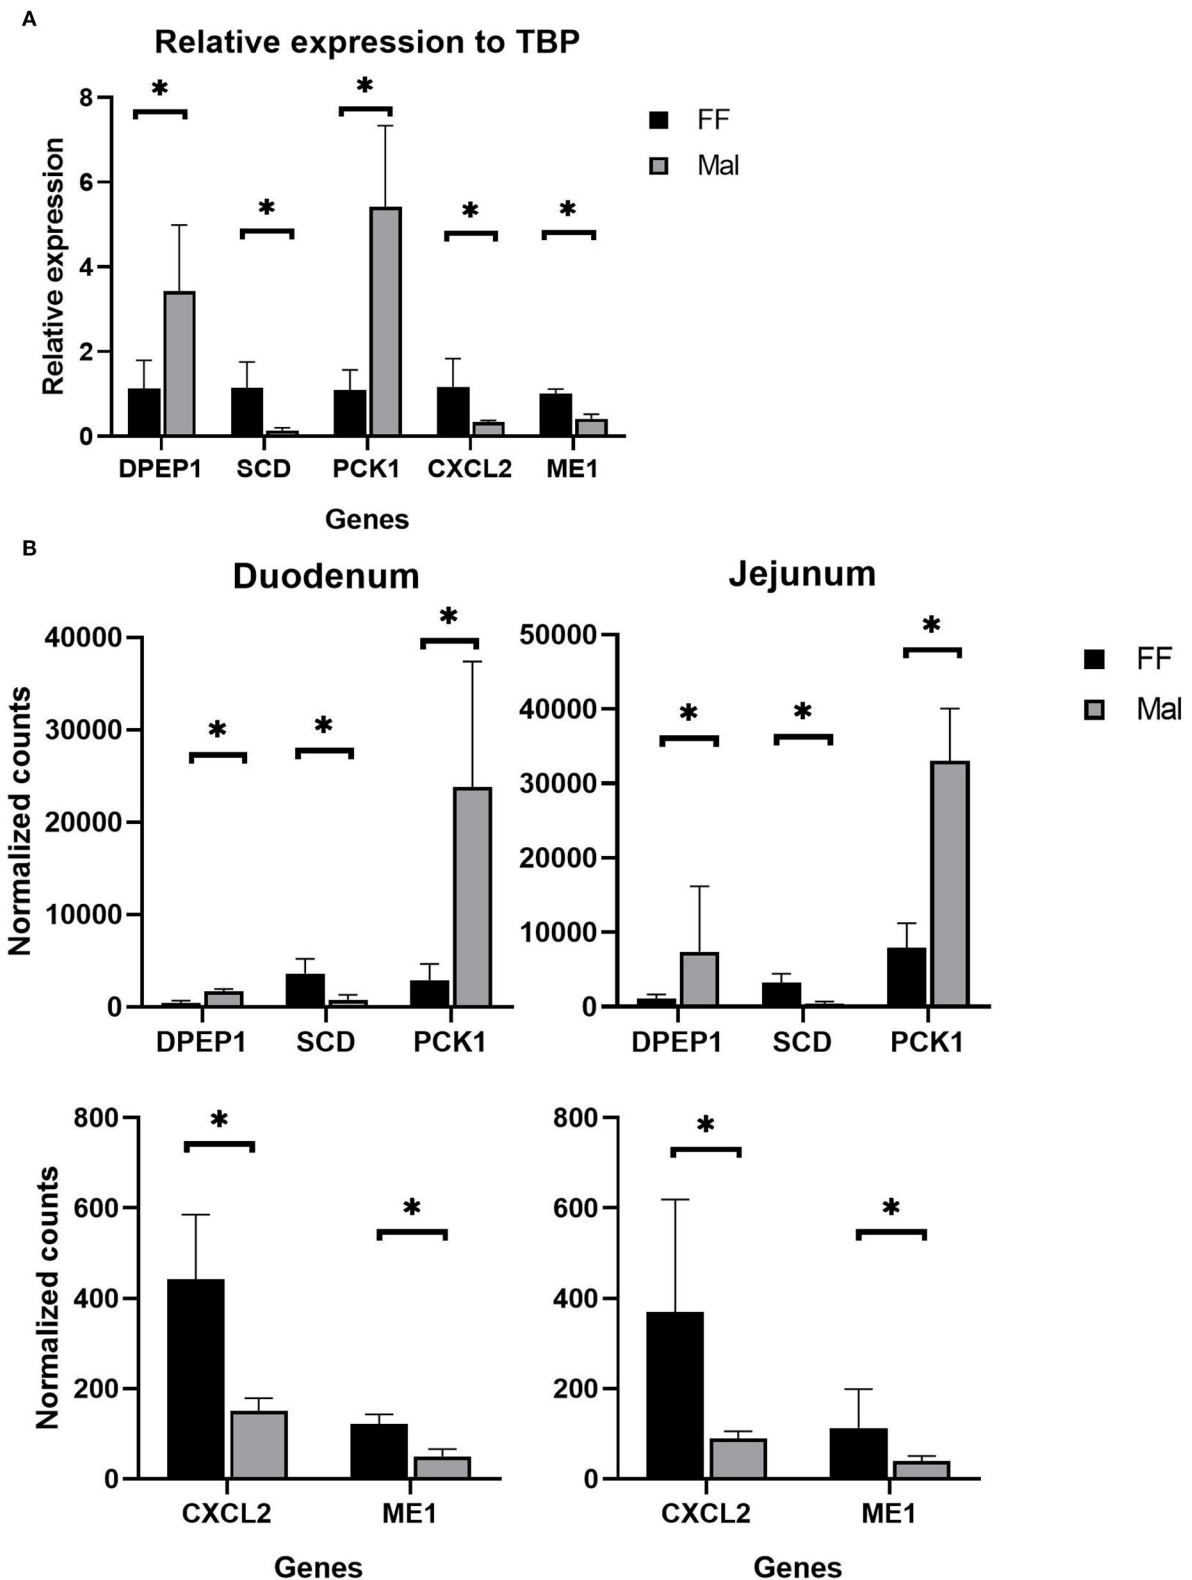 A
Relative expression to TBP
Relative expression
8
6
4
2
0
* * * * *
DPEP1 SCD PCK1 CXCL2 ME1
Genes
FF
Mal
B
Duodenum
Normalized counts
40000
30000
20000
10000
0
* * *
DPEP1 SCD PCK1
Jejunum
50000
40000
30000
20000
10000
0
* * *
DPEP1 SCD PCK1
FF
Mal
Normalized counts
800
600
400
200
0
* *
CXCL2 ME1
Genes
800
600
400
200
0
* *
CXCL2 ME1
Genes